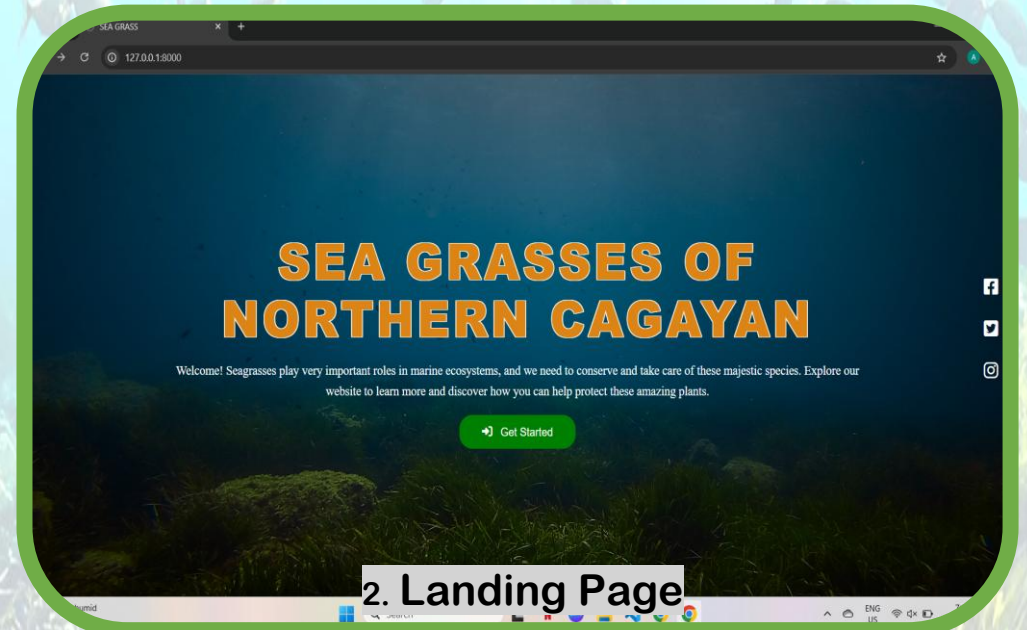 SEA GRASS
127.0.0.1:8000
A
SEA GRASSES OF
NORTHERN CAGAYAN
Welcome! Seagrasses play very important roles in marine ecosystems, and we need to conserve and take care of these majestic species. Explore our
website to learn more and discover how you can help protect these amazing plants.
Get Started
2. Landing Page
Search
ENG
US